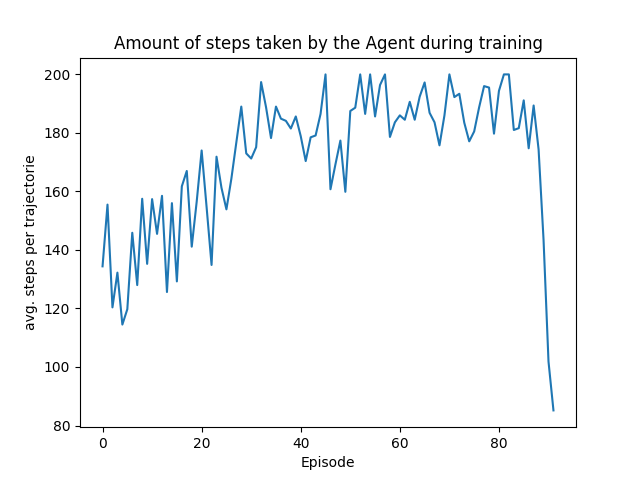 Amount of steps taken by the Agent during training
avg. steps per trajectorie
200
180
160
140
120
100
80
0 20 40 60 80
Episode